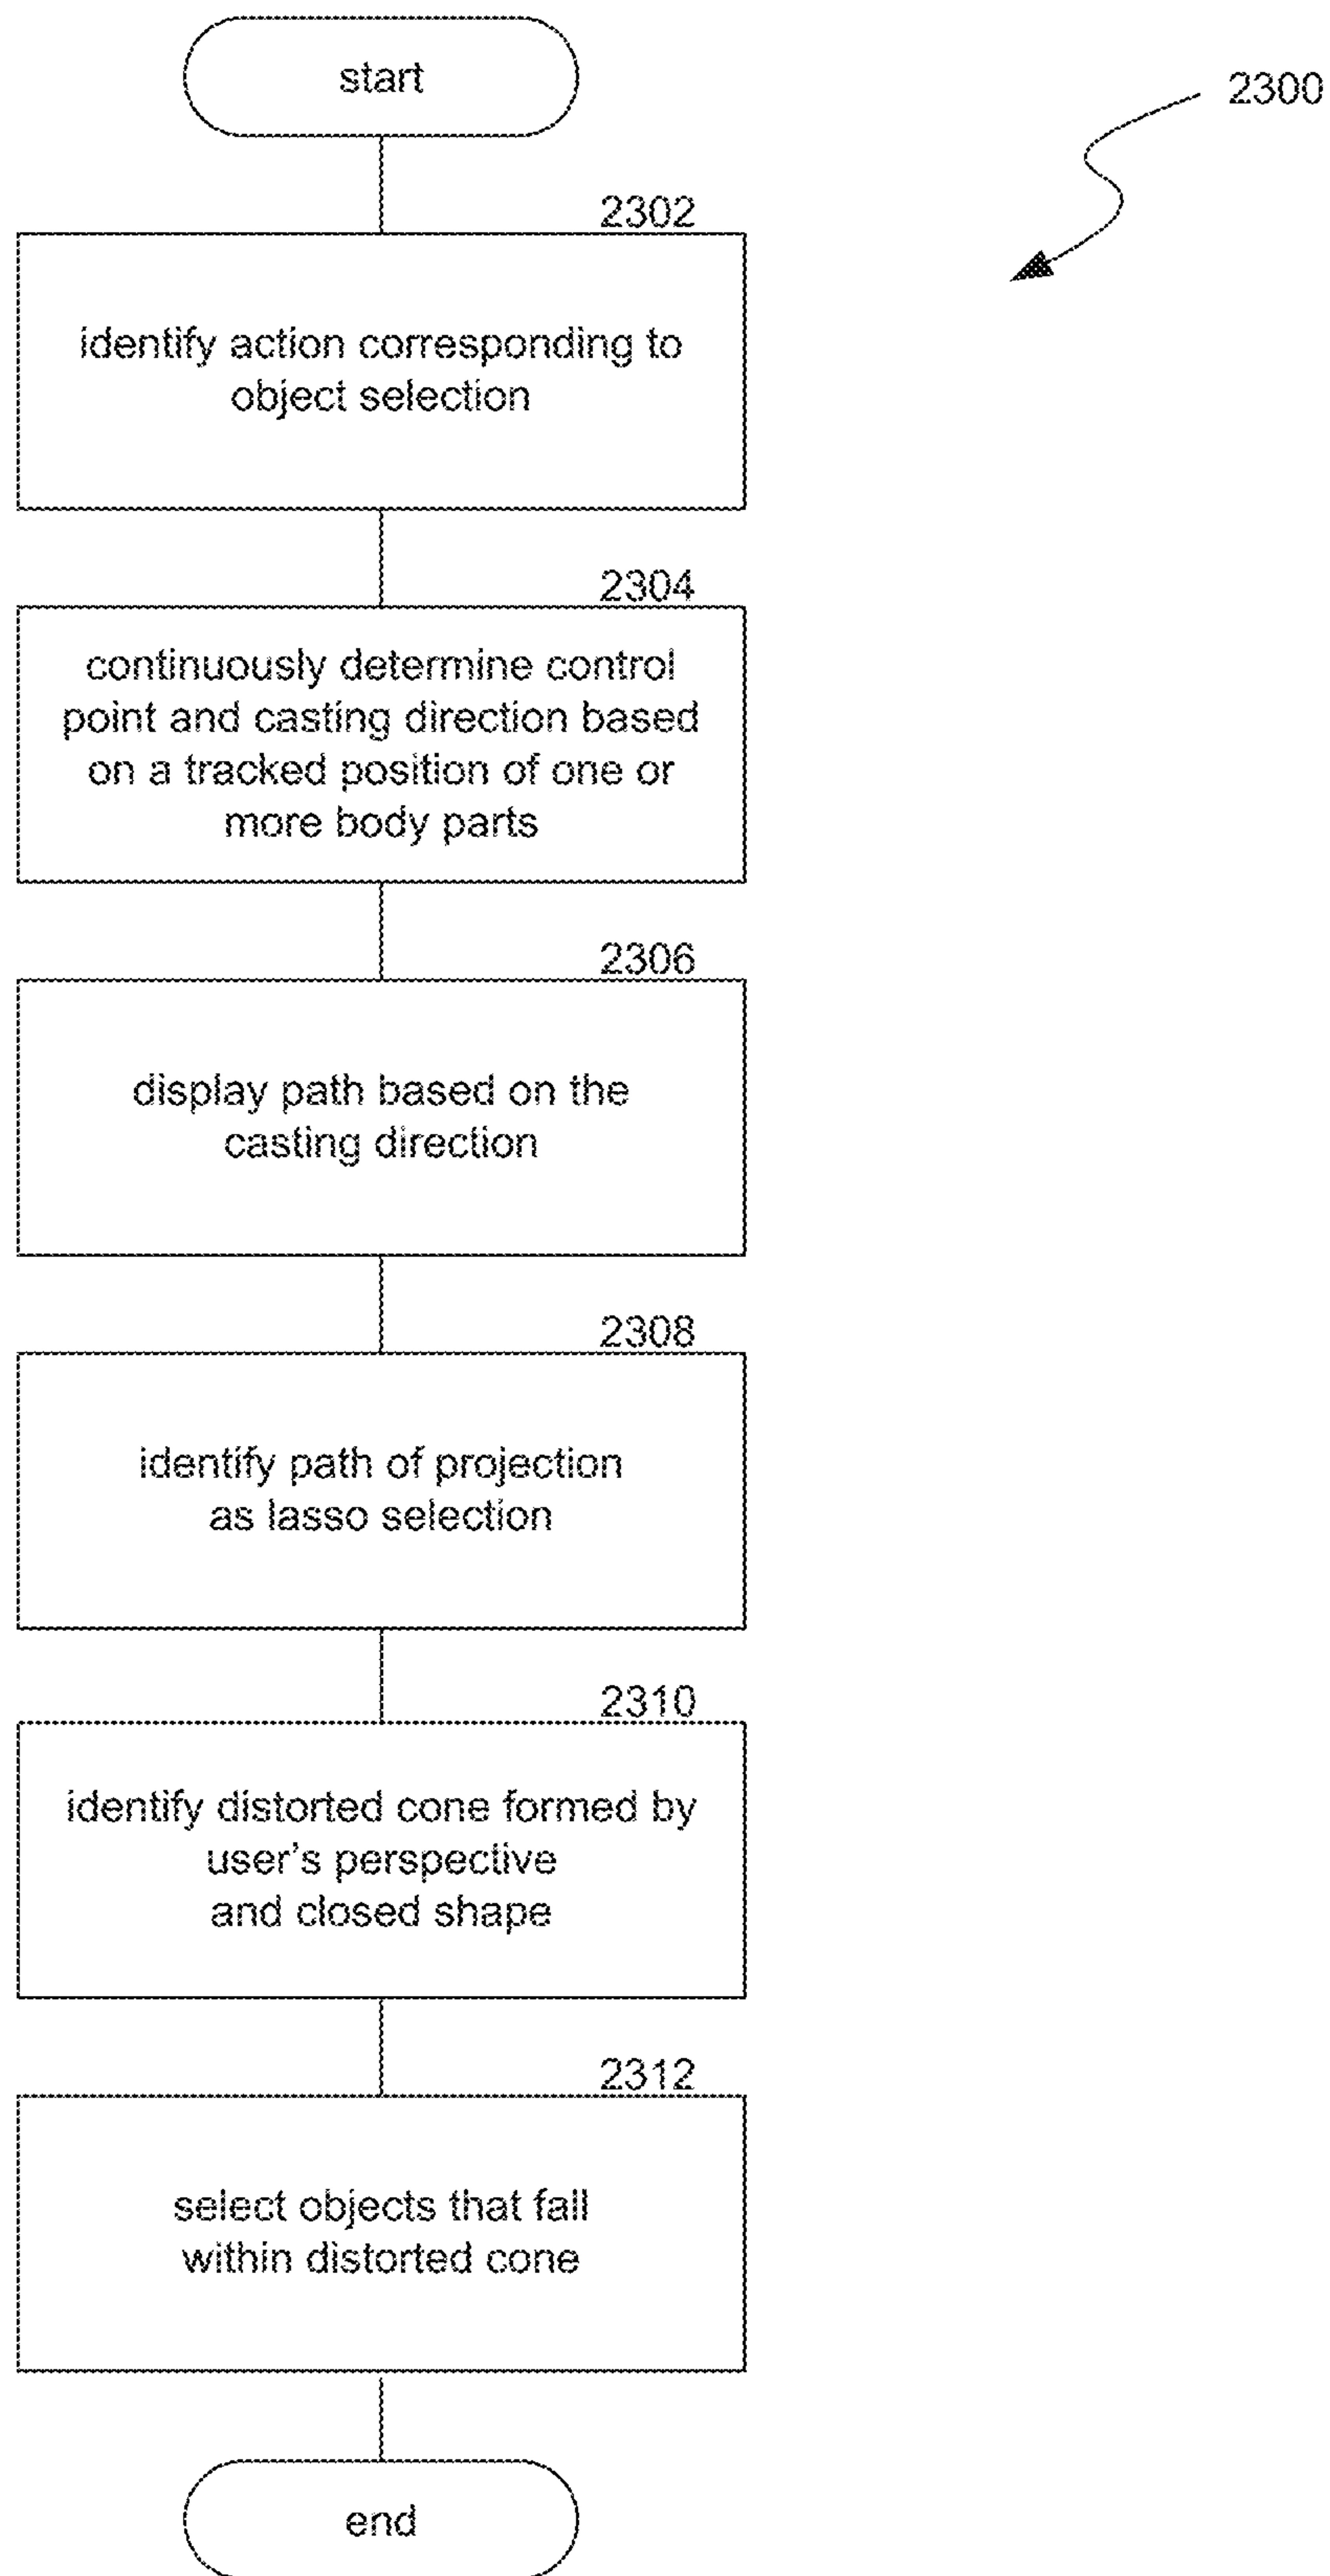 start
2300
2302
identify action corresponding to
object selection
2304
continuously determine control
point and casting direction based
on a tracked position of one or
more body parts
2306
display path based on the
casting direction
2308
identify path of projection
as lasso selection
2310
identify distorted cone formed by
user's perspective
and closed shape
2312
select objects that fall
within distorted cone
end